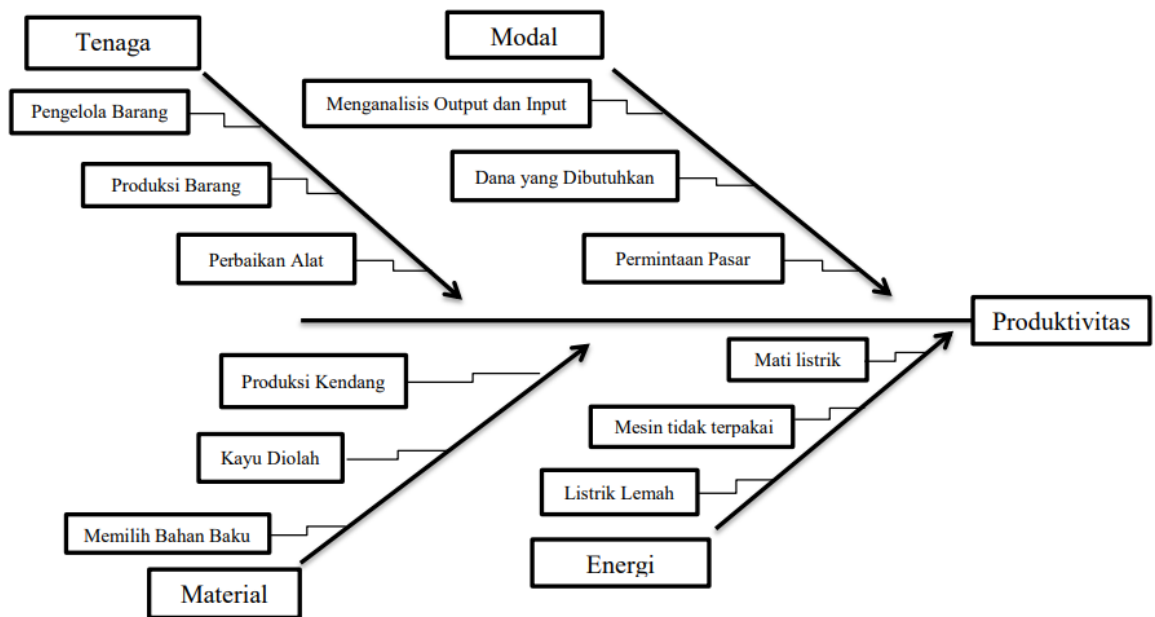 Tenaga
Modal
Pengelola Barang
Menganalisis Output dan Input
Produksi Barang
Dana yang Dibutuhkan
Perbaikan Alat
Permintaan Pasar
Produktivitas
Mati listrik
Produksi Kendang
Mesin tidak terpakai
Kayu Diolah
Listrik Lemah
Memilih Bahan Baku
Energi
Material